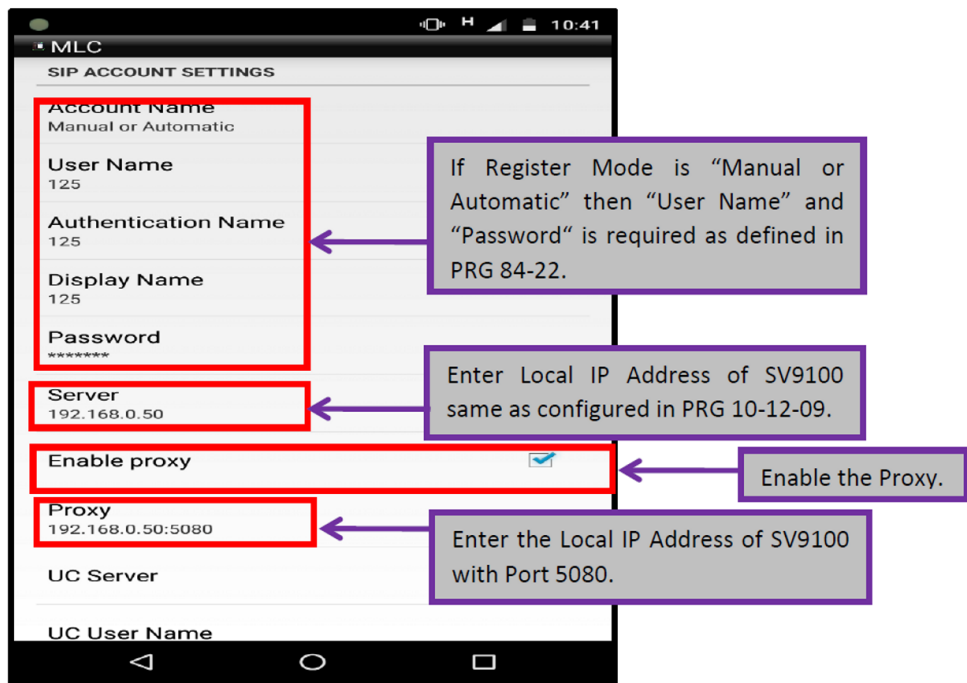 H 10:41
MLC
SIP ACCOUNT SETTINGS
Account Name
Manual or Automatic
User Name
125
Authentication Name
125
Display Name
125
Password
*******
Server
192.168.0.50
Enable proxy
Proxy
192.168.0.50:5080
UC Server
UC User Name
If Register Mode is “Manual or
Automatic” then “User Name” and
“Password“ is required as defined in
PRG 84-22.
Enter Local IP Address of SV9100
same as configured in PRG 10-12-09.
Enable the Proxy.
Enter the Local IP Address of SV9100
with Port 5080.